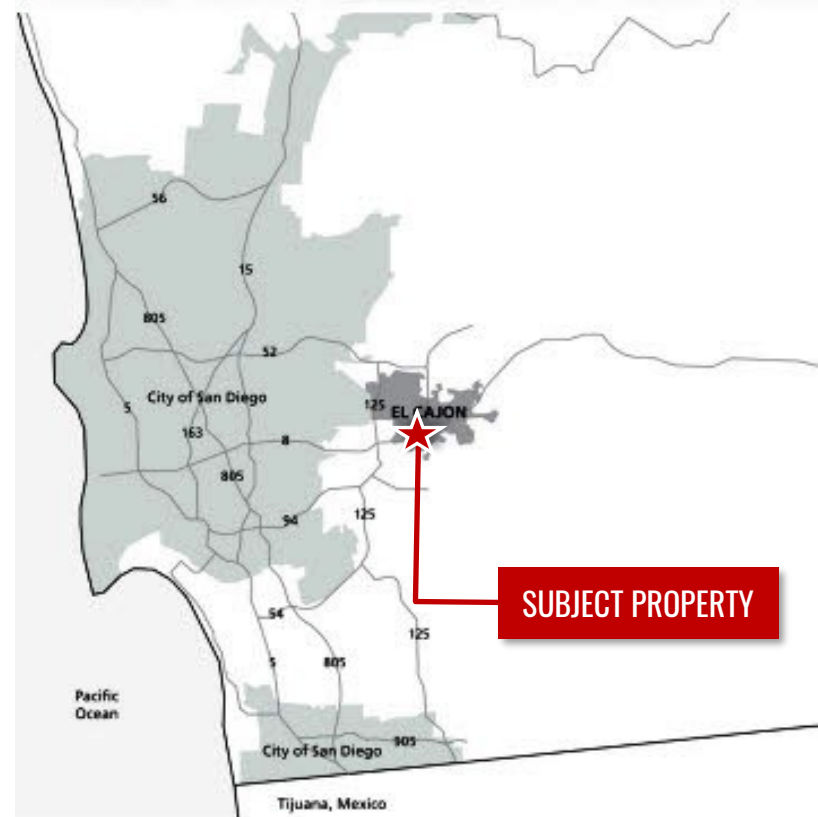 56
15
805
52
City of San Diego
5
125
EL CAJON
163
8
805
94
125
SUBJECT PROPERTY
54
125
5
805
Pacific
Ocean
905
City of San Diego
Tijuana, Mexico